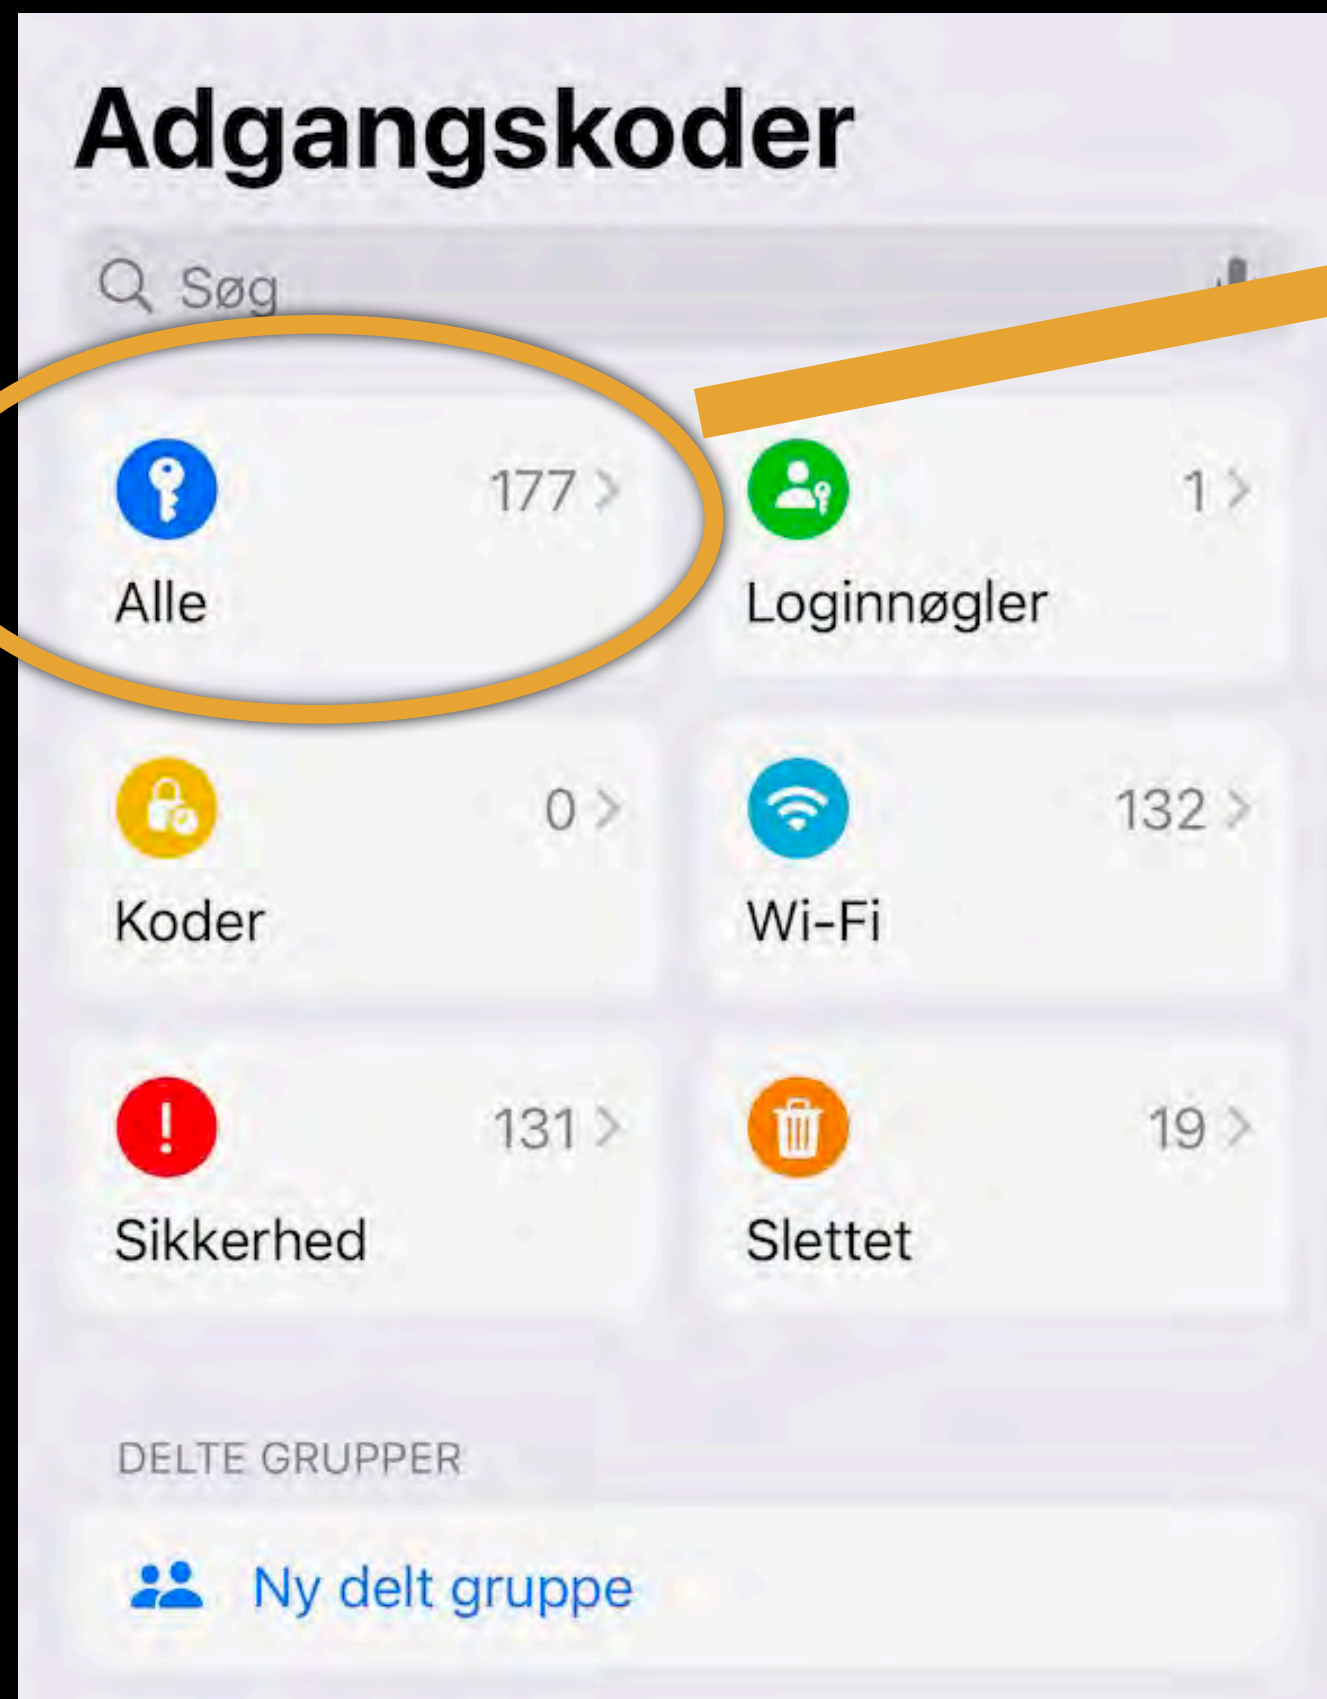 Adgangskoder
Søg
177
Alle
1
Loginnøgler
0
Koder
132
Wi-Fi
131
Sikkerhed
19
Slettet
DELTE GRUPPER
Ny delt gruppe